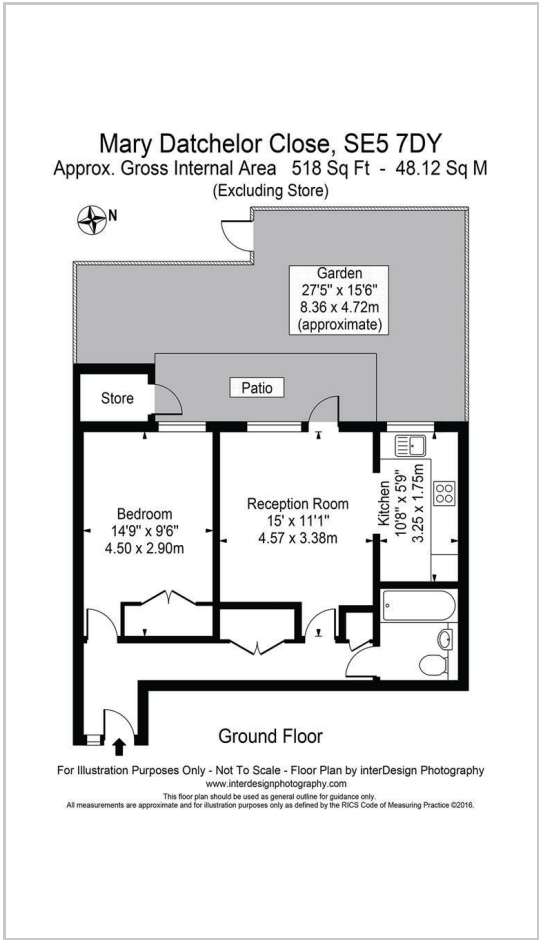 Mary Datchelor Close, SE5 7DY
Approx. Gross Internal Area 518 Sq Ft - 48.12 Sq M
(Excluding Store)
N
Garden
27'5" x 15'6"
8.36 x 4.72m
(approximate)
Store
Patio
Bedroom
14'9" x 9'6"
4.50 x 2.90m
Reception Room
15' x 11'1"
4.57 x 3.38m
Kitchen
10'8" x 5'9"
3.25 x 1.75m
Ground Floor
For Illustration Purposes Only - Not To Scale - Floor Plan by interDesign Photography
www.interdesignphotography.com
This floor plan should be used as general outline for guidance only.
All measurements are approximate and for illustration purposes only as defined by the RICS Code of Measuring Practice ©2016.